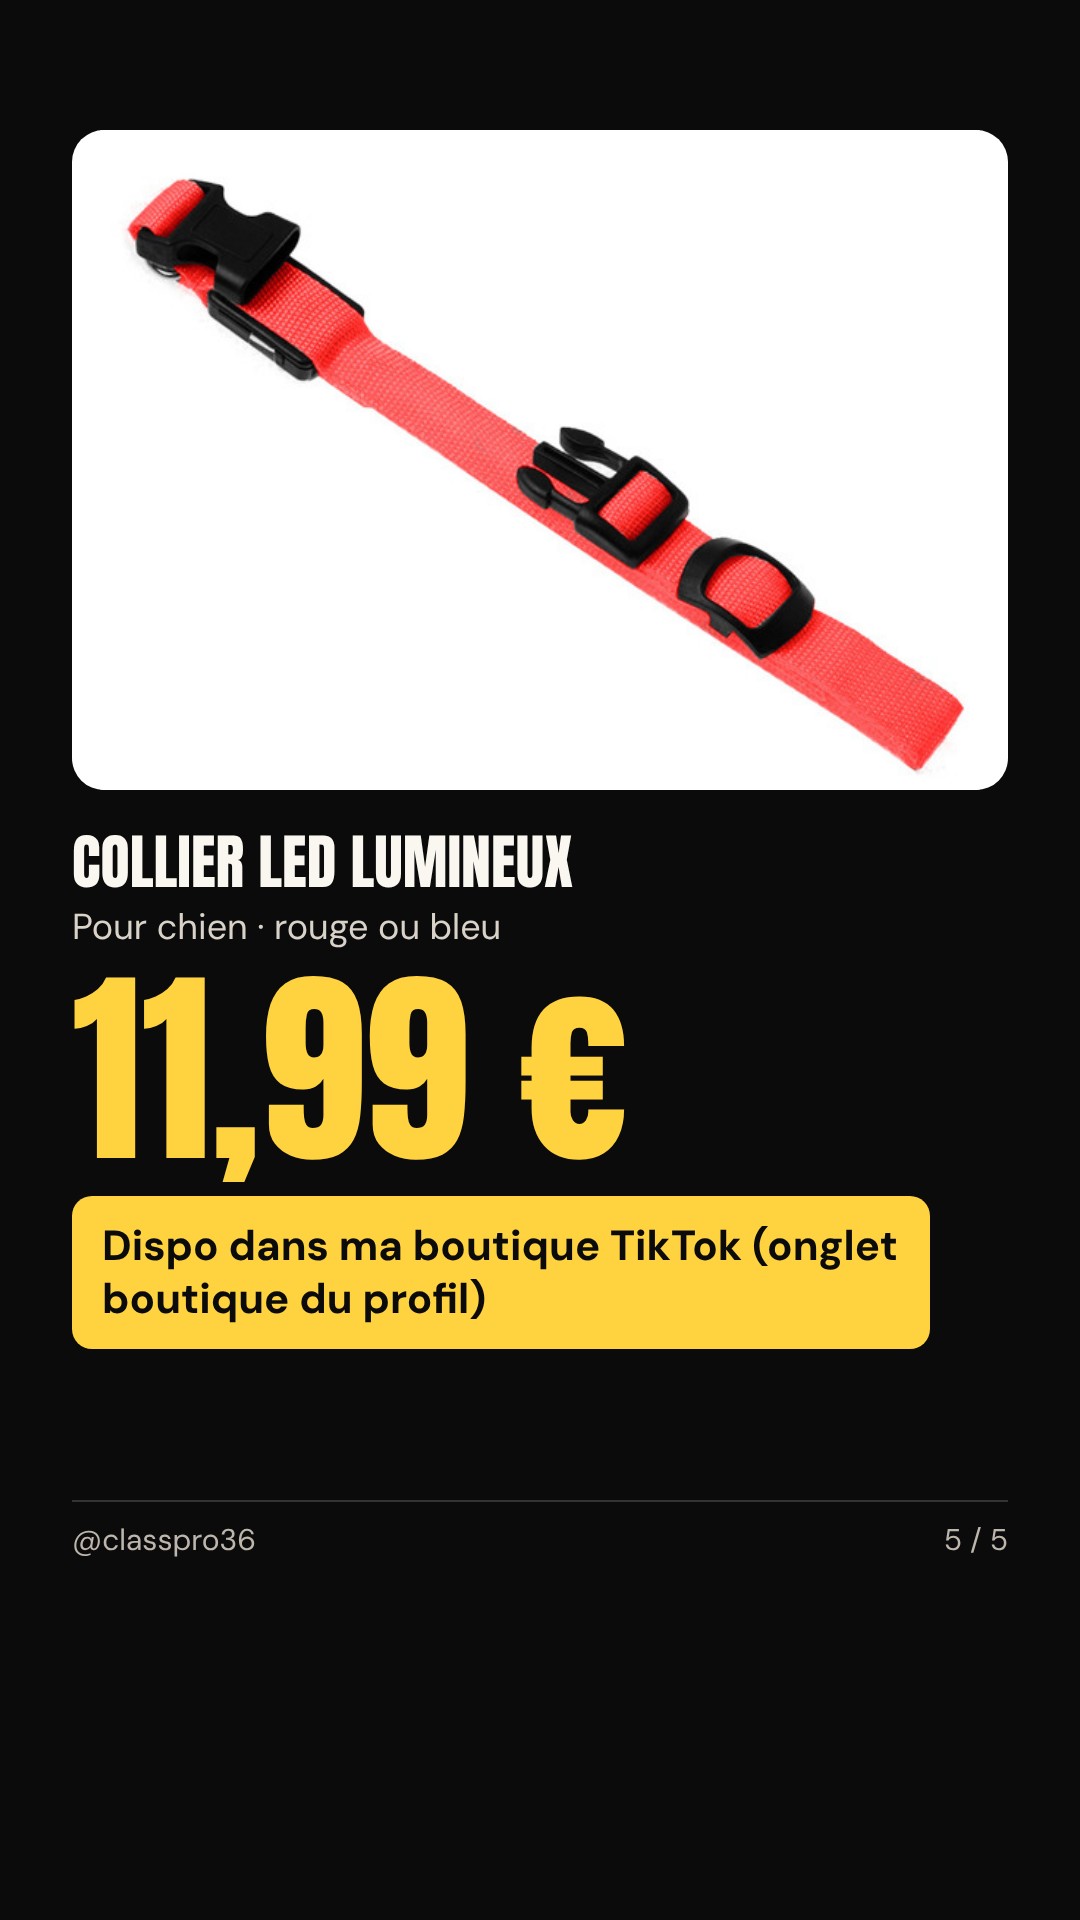 COLLIER LED LUMINEUX
Pour chien · rouge ou bleu
11,99 €
Dispo dans ma boutique TikTok (onglet
boutique du profil)
@classpro36
5 / 5